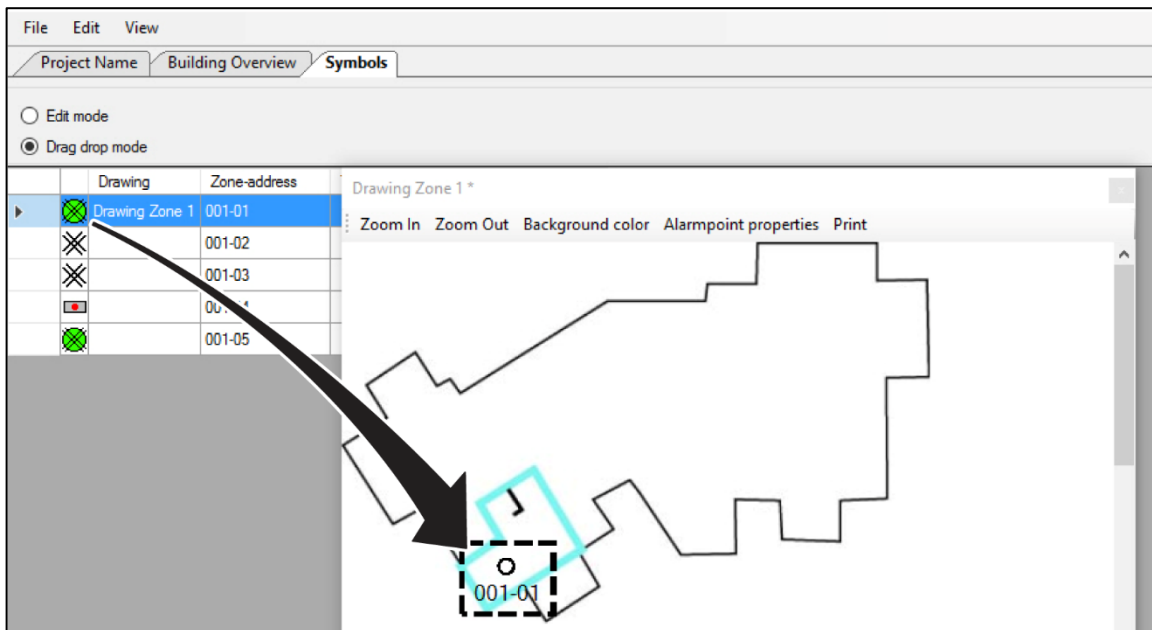 File Edit View
Project Name Building Overview Symbols
Edit mode
Drag drop mode
Drawing Zone-address
Drawing Zone 1 001-01
001-02
001-03
001-05
Drawing Zone 1 *
Zoom In Zoom Out Background color Alarmpoint properties Print
001-01